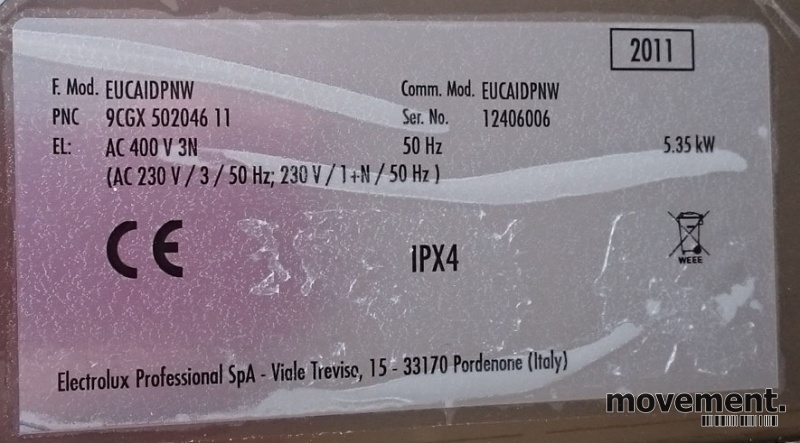 2011
F. Mod. EUCAIDPNW Comm. Mod. EUCAIDPNW
PNC 9CGX 502046 11 Ser. No. 12406006
EL: AC 400 V 3N 50 Hz 5.35 kW
(AC 230 V / 3 / 50 Hz; 230 V / 1+N / 50 Hz )
CE IPX4 WEEE
Electrolux Professional SpA - Viale Treviso, 15 - 33170 Pordenone (Italy)
movement.